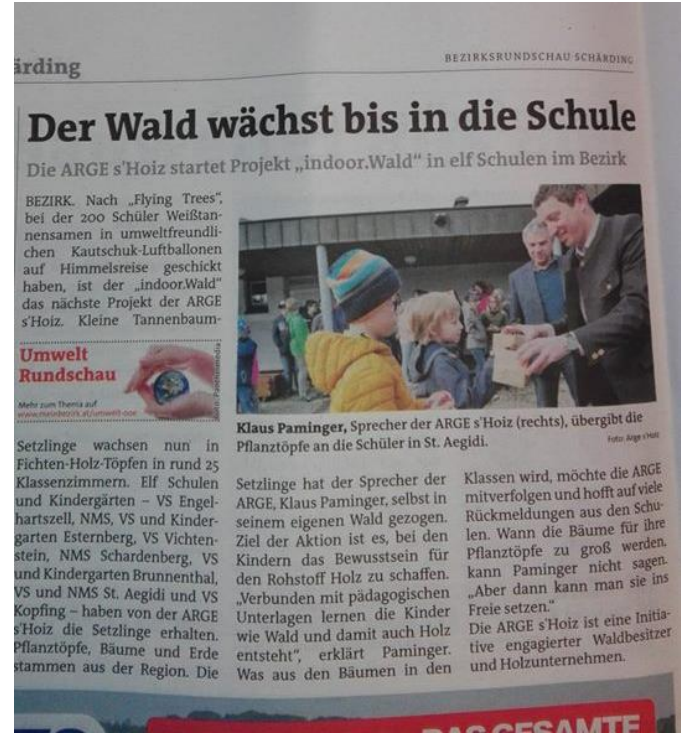 ärding
BEZIRKSRUNDSCHAU SCHÄRDING
Der Wald wächst bis in die Schule
Die ARGE s'Hoiz startet Projekt „indoor.Wald“ in elf Schulen im Bezirk
BEZIRK. Nach „Flying Trees“,
bei der 200 Schüler Weißtan-
nensamen in umweltfreundli-
chen Kautschuk-Luftballonen
auf Himmelsreise geschickt
haben, ist der „indoor.Wald“
das nächste Projekt der ARGE
s'Hoiz. Kleine Tannenbaum-
Umwelt
Rundschau
Mehr zum Thema auf
www.meinbezirk.at/umwelt-ooe
Klaus Paminger, Sprecher der ARGE s'Hoiz (rechts), übergibt die
Pflanztöpfe an die Schüler in St. Aegidi.
Foto: Arge s'Hoiz
Setzlinge wachsen nun in
Fichten-Holz-Töpfen in rund 25
Klassenzimmern. Elf Schulen
und Kindergärten – VS Engel-
hartszell, NMS, VS und Kinder-
garten Esternberg, VS Vichten-
stein, NMS Schardenberg, VS
und Kindergarten Brunnenthal,
VS und NMS St. Aegidi und VS
Kopfing – haben von der ARGE
s'Hoiz die Setzlinge erhalten.
Pflanztöpfe, Bäume und Erde
stammen aus der Region. Die
Setzlinge hat der Sprecher der
ARGE, Klaus Paminger, selbst in
seinem eigenen Wald gezogen.
Ziel der Aktion ist es, bei den
Kindern das Bewusstsein für
den Rohstoff Holz zu schaffen.
„Verbunden mit pädagogischen
Unterlagen lernen die Kinder
wie Wald und damit auch Holz
entsteht“, erklärt Paminger.
Was aus den Bäumen in den
Klassen wird, möchte die ARGE
mitverfolgen und hofft auf viele
Rückmeldungen aus den Schu-
len. Wann die Bäume für ihre
Pflanztöpfe zu groß werden,
kann Paminger nicht sagen.
„Aber dann kann man sie ins
Freie setzen.“
Die ARGE s'Hoiz ist eine Initia-
tive engagierter Waldbesitzer
und Holzunternehmen.
DAS GESAMTE